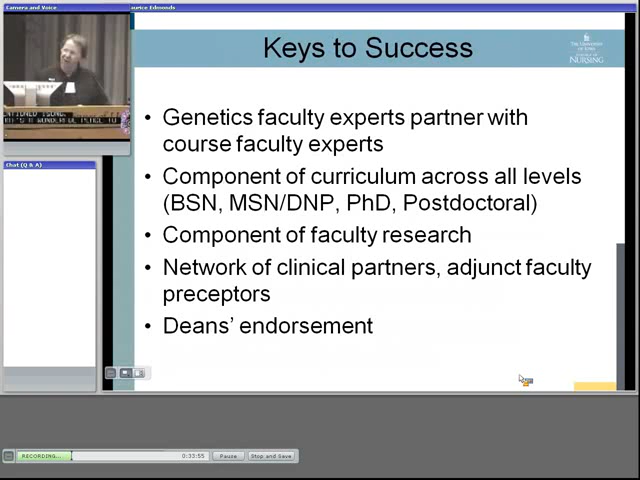 Camera and Voice
aurice Edmonds
Keys to Success
THE UNIVERSITY OF IOWA
COLLEGE OF
NURSING
• Genetics faculty experts partner with
course faculty experts
• Component of curriculum across all levels
(BSN, MSN/DNP, PhD, Postdoctoral)
• Component of faculty research
• Network of clinical partners, adjunct faculty
preceptors
• Deans’ endorsement
Chat (Q & A)
RECORDING...
0:33:55
Pause
Stop and Save